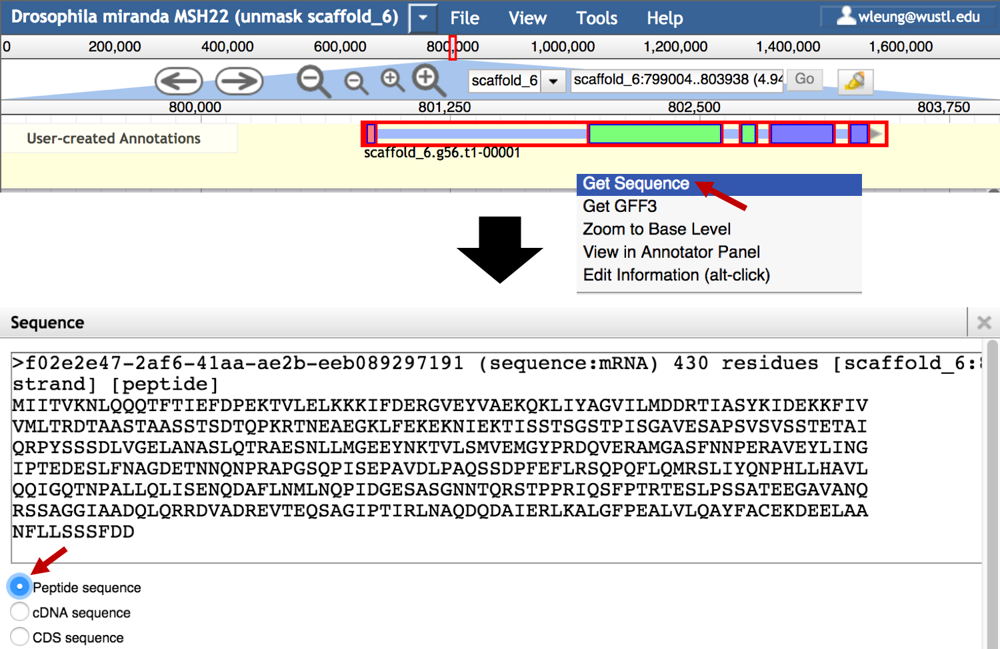 Drosophila miranda MSH22 (unmask scaffold_6) File View Tools Help wleung@wustl.edu
0 200,000 400,000 600,000 800,000 1,000,000 1,200,000 1,400,000 1,600,000
scaffold_6 scaffold_6:799004..803938 (4.94 Go
800,000 801,250 802,500 803,750
User-created Annotations
scaffold_6.g56.t1-00001
Get Sequence
Get GFF3
Zoom to Base Level
View in Annotator Panel
Edit Information (alt-click)
Sequence
>f02e2e47-2af6-41aa-ae2b-eeb089297191 (sequence:mRNA) 430 residues [scaffold_6:8
strand] [peptide]
MIITVKNLQQQTFTIEFDPEKTVLELKKKIFDERGVEYVAEKQKLIYAGVILMDDRTIASYKIDEKKFIV
VMLTRDTAASTAASSTSDTQPKRTNEAEGKLFEKEKNIEKTISSTSGSTPISGAVESAPSVSVSSTETAI
QRPYSSSDLVGELANASLQTRAESNLLMGEEYNKTVLSMVEMGYPRDQVERAMGASFNNPERAVEYLING
IPTEDESLFNAGDETNNQNPRAPGSQPISEPAVDLPAQSSDPFEFLRSQPQFLQMRSLIYQNPHLLHAVL
QQIGQTNPALLQLISENQDAFLNMLNQPIDGESASGNNTQRSTPPRIQSFPTRTESLPSSATEEGAVANQ
RSSAGGIAADQLQRRDVADREVTEQSAGIPTIRLNAQDQDAIERLKALGFPEALVLQAYFACEKDEELAA
NFLLSSSFDD
Peptide sequence
cDNA sequence
CDS sequence